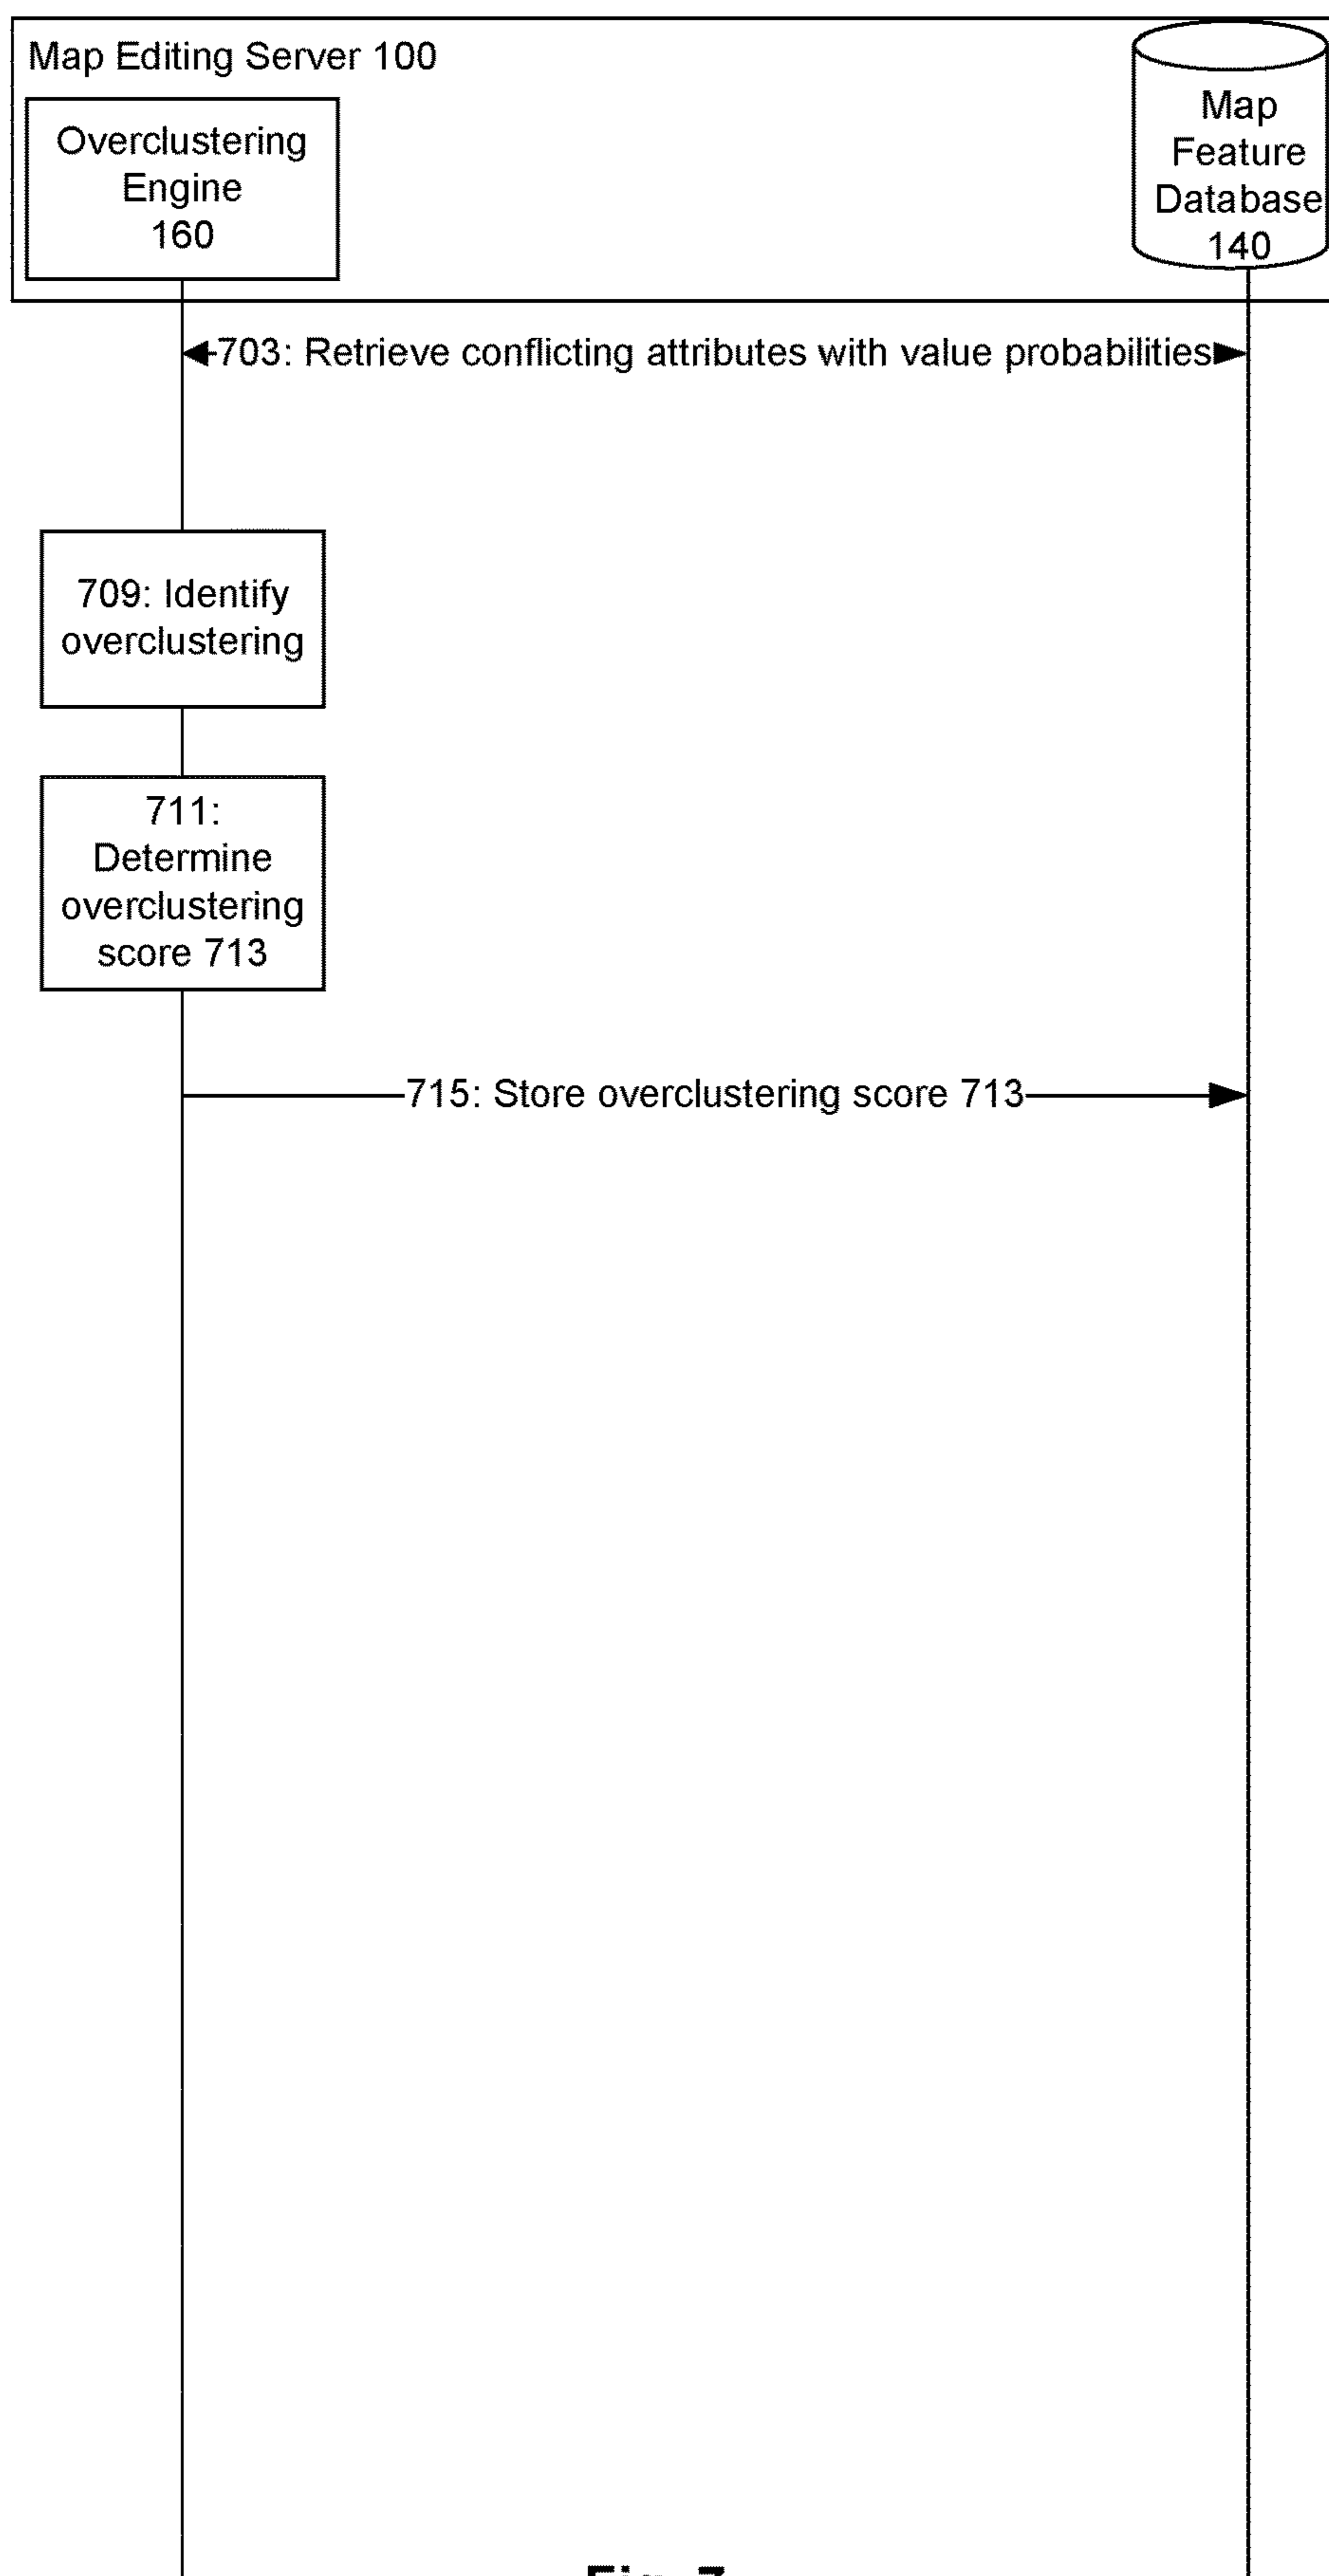 Map Editing Server 100
Overclustering
Engine
160
Map
Feature
Database
140
703: Retrieve conflicting attributes with value probabilities
709: Identify
overclustering
711:
Determine
overclustering
score 713
715: Store overclustering score 713